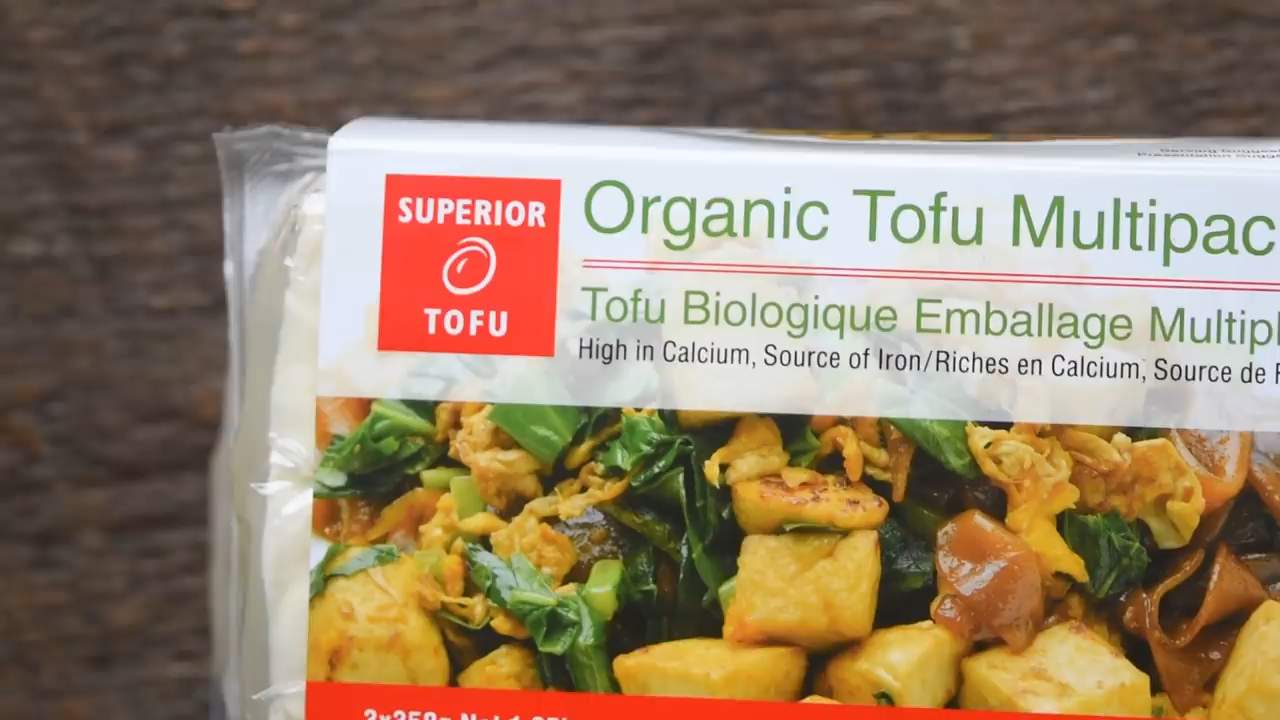 SUPERIOR
TOFU
Organic Tofu Multipac
Tofu Biologique Emballage Multipl
High in Calcium, Source of Iron/Riches en Calcium, Source de F